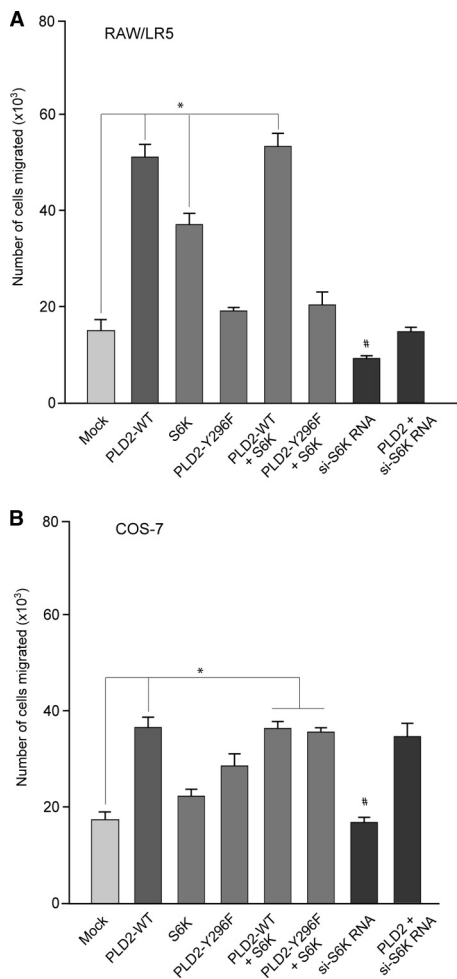 A
RAW/LR5
Number of cells migrated (x10³)
80
60
40
20
0
*
#
Mock
PLD2-WT
S6K
PLD2-Y296F
PLD2-WT
+ S6K
PLD2-Y296F
+ S6K
si-S6K RNA
PLD2 +
si-S6K RNA
B
COS-7
Number of cells migrated (x10³)
80
60
40
20
0
*
#
Mock
PLD2-WT
S6K
PLD2-Y296F
PLD2-WT
+ S6K
PLD2-Y296F
+ S6K
si-S6K RNA
PLD2 +
si-S6K RNA